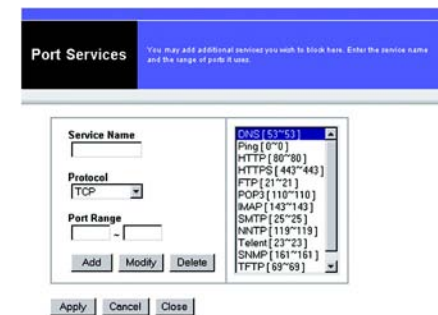 Port Services
You may add additional services you wish to block here. Enter the service name
and the range of ports it uses.
Service Name
Protocol
TCP
Port Range
~
Add Modify Delete
DNS [53~53]
Ping [0~0]
HTTP [80~80]
HTTPS [443~443]
FTP [21~21]
POP3 [110~110]
IMAP [143~143]
SMTP [25~25]
NNTP [119~119]
Telent [23~23]
SNMP [161~161]
TFTP [69~69]
Apply Cancel Close